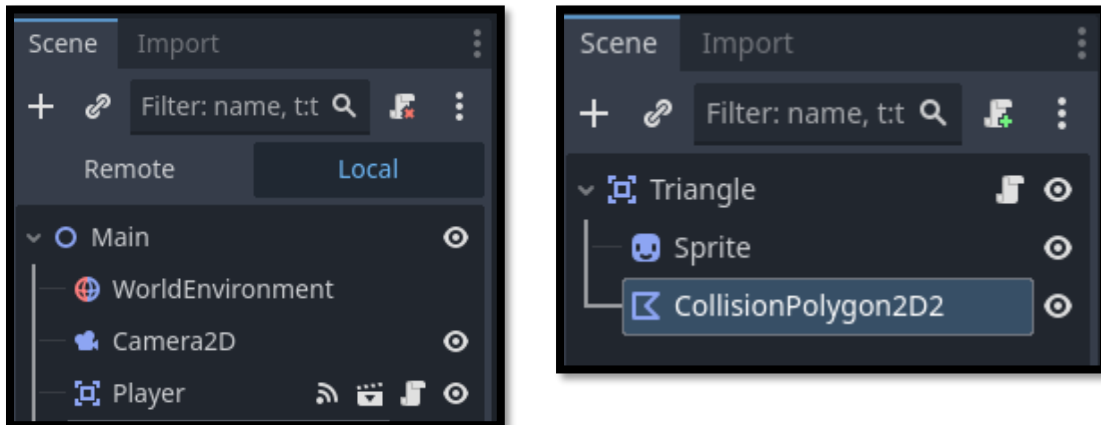 Scene Import
Filter: name, t:t
Remote Local
Main
WorldEnvironment
Camera2D
Player
Scene Import
Filter: name, t:t
Triangle
Sprite
CollisionPolygon2D2